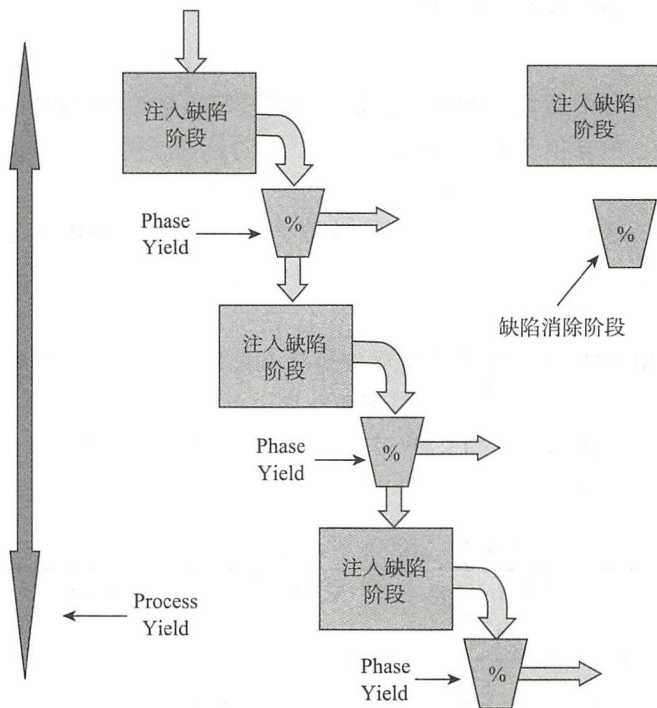 注入缺陷
阶段
Phase
Yield
%
注入缺陷
阶段
Phase
Yield
%
注入缺陷
阶段
Process
Yield
Phase
Yield
%
注入缺陷
阶段
%
缺陷消除阶段